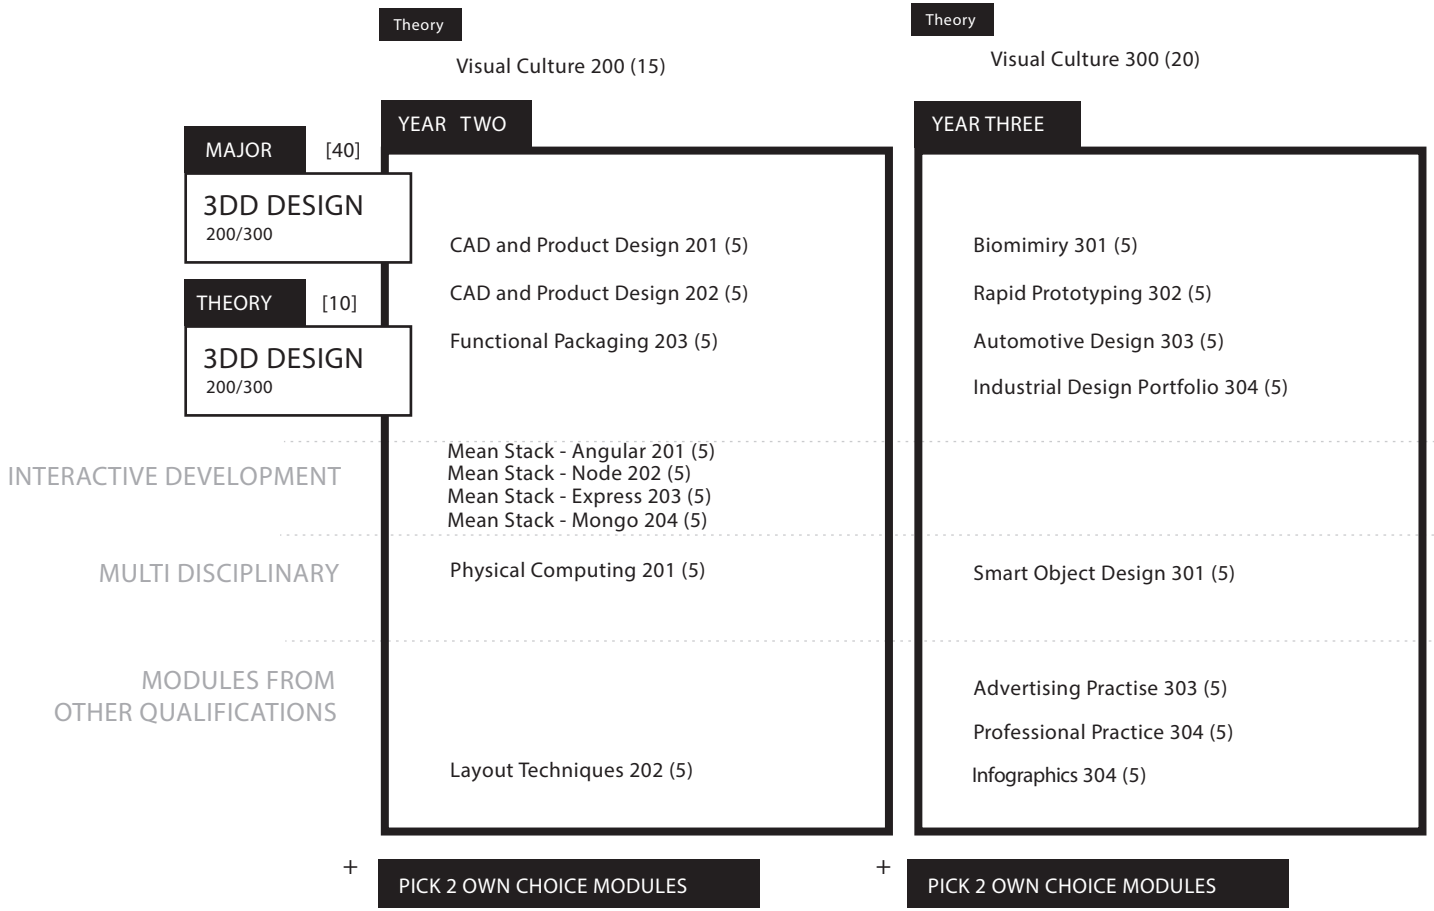 Theory
Visual Culture 200 (15)
Theory
Visual Culture 300 (20)
MAJOR [40]
3DD DESIGN
200/300
THEORY [10]
3DD DESIGN
200/300
YEAR TWO
CAD and Product Design 201 (5)
CAD and Product Design 202 (5)
Functional Packaging 203 (5)
YEAR THREE
Biomimiry 301 (5)
Rapid Prototyping 302 (5)
Automotive Design 303 (5)
Industrial Design Portfolio 304 (5)
INTERACTIVE DEVELOPMENT
Mean Stack - Angular 201 (5)
Mean Stack - Node 202 (5)
Mean Stack - Express 203 (5)
Mean Stack - Mongo 204 (5)
MULTI DISCIPLINARY
Physical Computing 201 (5)
Smart Object Design 301 (5)
MODULES FROM
OTHER QUALIFICATIONS
Layout Techniques 202 (5)
Advertising Practise 303 (5)
Professional Practice 304 (5)
Infographics 304 (5)
+ PICK 2 OWN CHOICE MODULES
+ PICK 2 OWN CHOICE MODULES